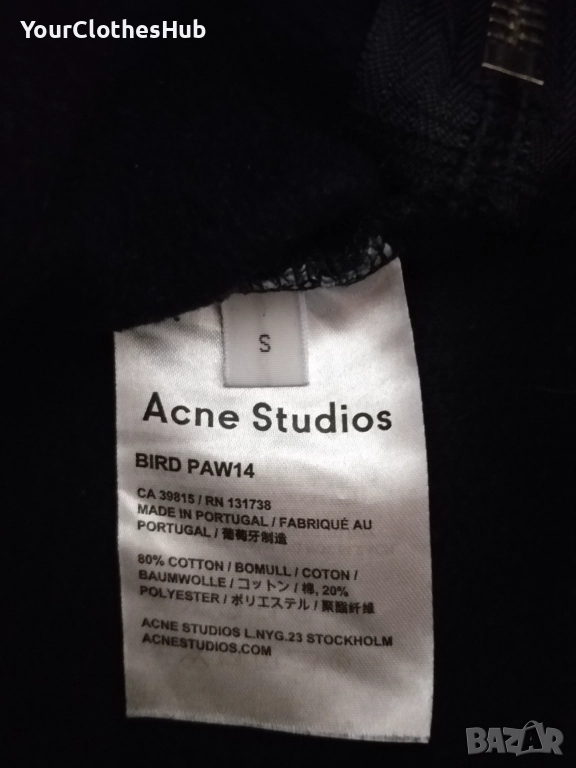 YourClothesHub
S
Acne Studios
BIRD PAW14
CA 39815 / RN 131738
MADE IN PORTUGAL / FABRIQUÉ AU
PORTUGAL / 葡萄牙制造
80% COTTON / BOMULL / COTON /
BAUMWOLLE / コットン / 棉, 20%
POLYESTER / ポリエステル / 聚酯纤维
ACNE STUDIOS L.NYG.23 STOCKHOLM
ACNESTUDIOS.COM
BAZAR